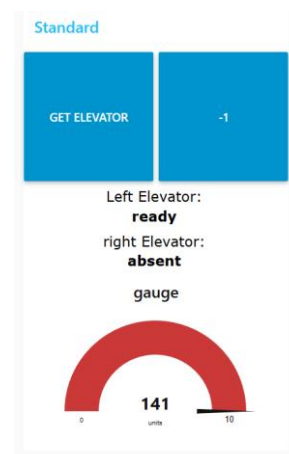 Standard
GET ELEVATOR
-1
Left Elevator:
ready
right Elevator:
absent
gauge
141
units
0
10